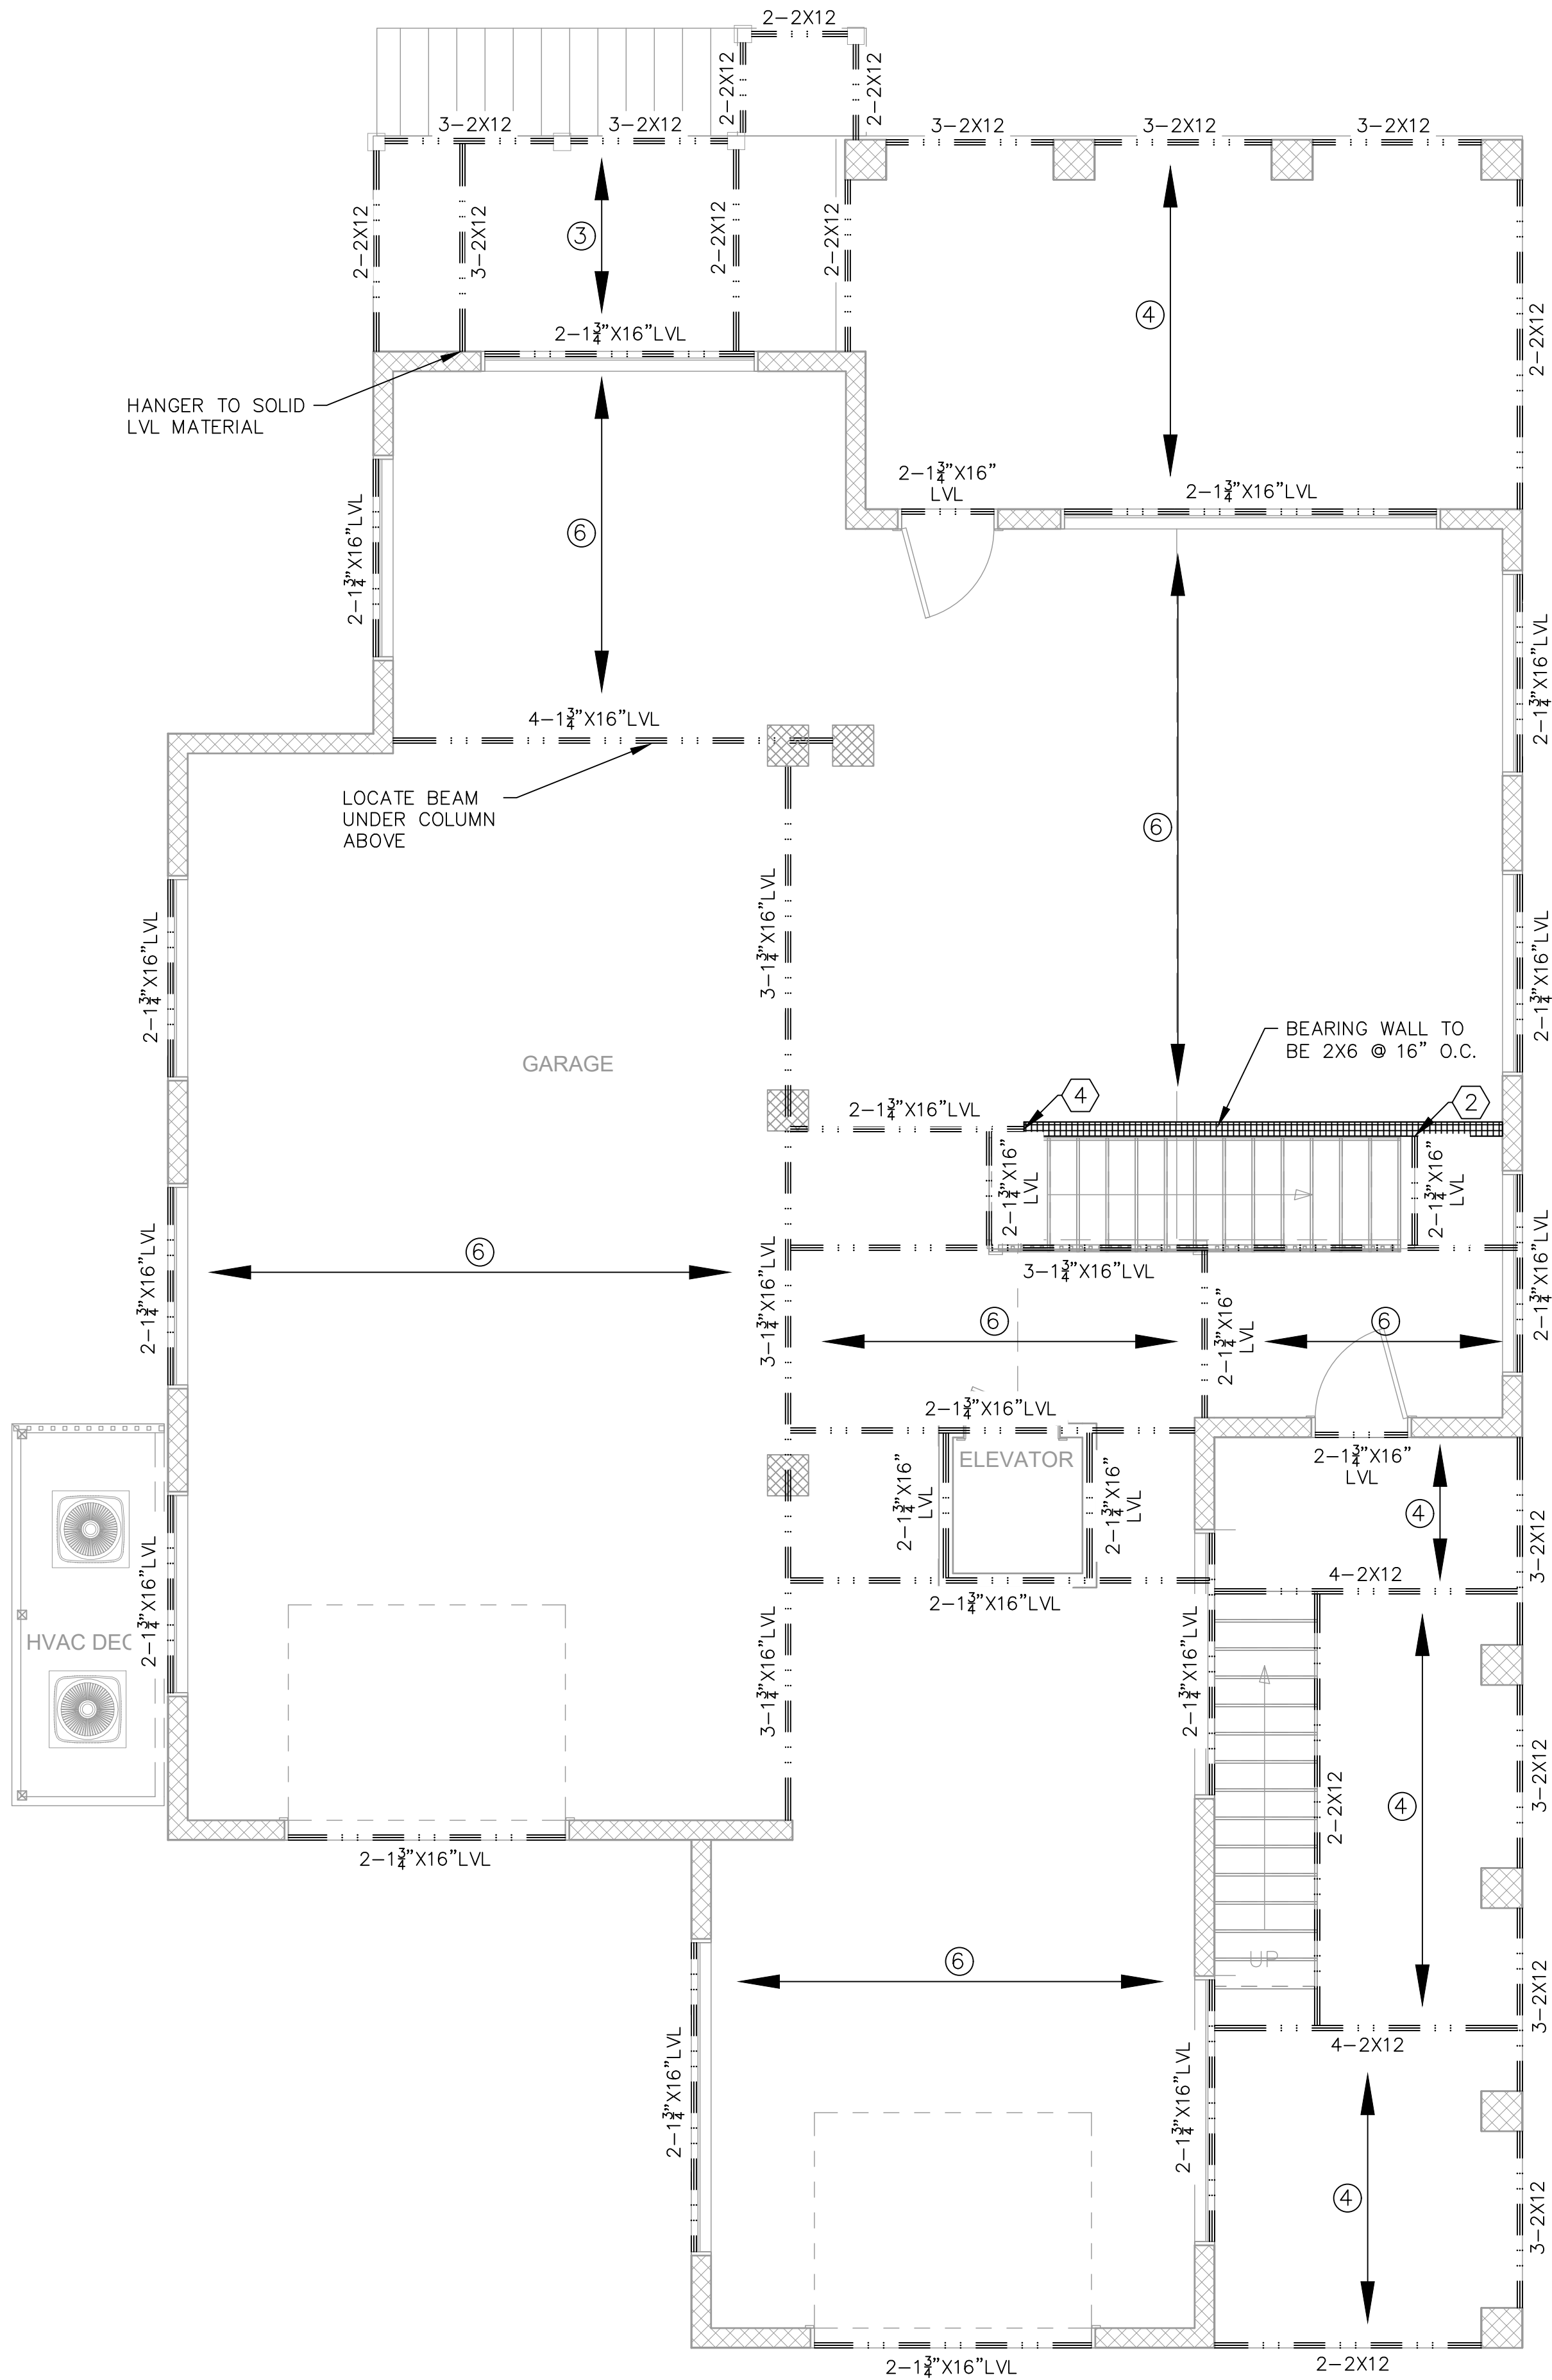 2-2X12
2-2X12
2-2X12
3-2X12
3-2X12
3-2X12
3-2X12
3-2X12
2-2X12
3-2X12
3
2-2X12
2-2X12
4
2-2X12
2-1¾"X16"LVL
HANGER TO SOLID
LVL MATERIAL
2-1¾"X16"
LVL
2-1¾"X16"LVL
2-1¾"X16"LVL
6
2-1¾"X16"LVL
4-1¾"X16"LVL
LOCATE BEAM
UNDER COLUMN
ABOVE
6
3-1¾"X16"LVL
2-1¾"X16"LVL
2-1¾"X16"LVL
GARAGE
BEARING WALL TO
BE 2X6 @ 16" O.C.
4
2
2-1¾"X16"LVL
2-1¾"X16"
LVL
2-1¾"X16"
LVL
6
2-1¾"X16"LVL
3-1¾"X16"LVL
3-1¾"X16"LVL
2-1¾"X16"LVL
6
2-1¾"X16"
LVL
6
2-1¾"X16"LVL
ELEVATOR
2-1¾"X16"
LVL
2-1¾"X16"
LVL
2-1¾"X16"
LVL
4
3-2X12
4-2X12
2-1¾"X16"LVL
HVAC DEC
2-1¾"X16"LVL
3-1¾"X16"LVL
2-1¾"X16"LVL
2-2X12
4
3-2X12
2-1¾"X16"LVL
6
UP
3-2X12
4-2X12
2-1¾"X16"LVL
2-1¾"X16"LVL
4
3-2X12
2-1¾"X16"LVL
2-2X12